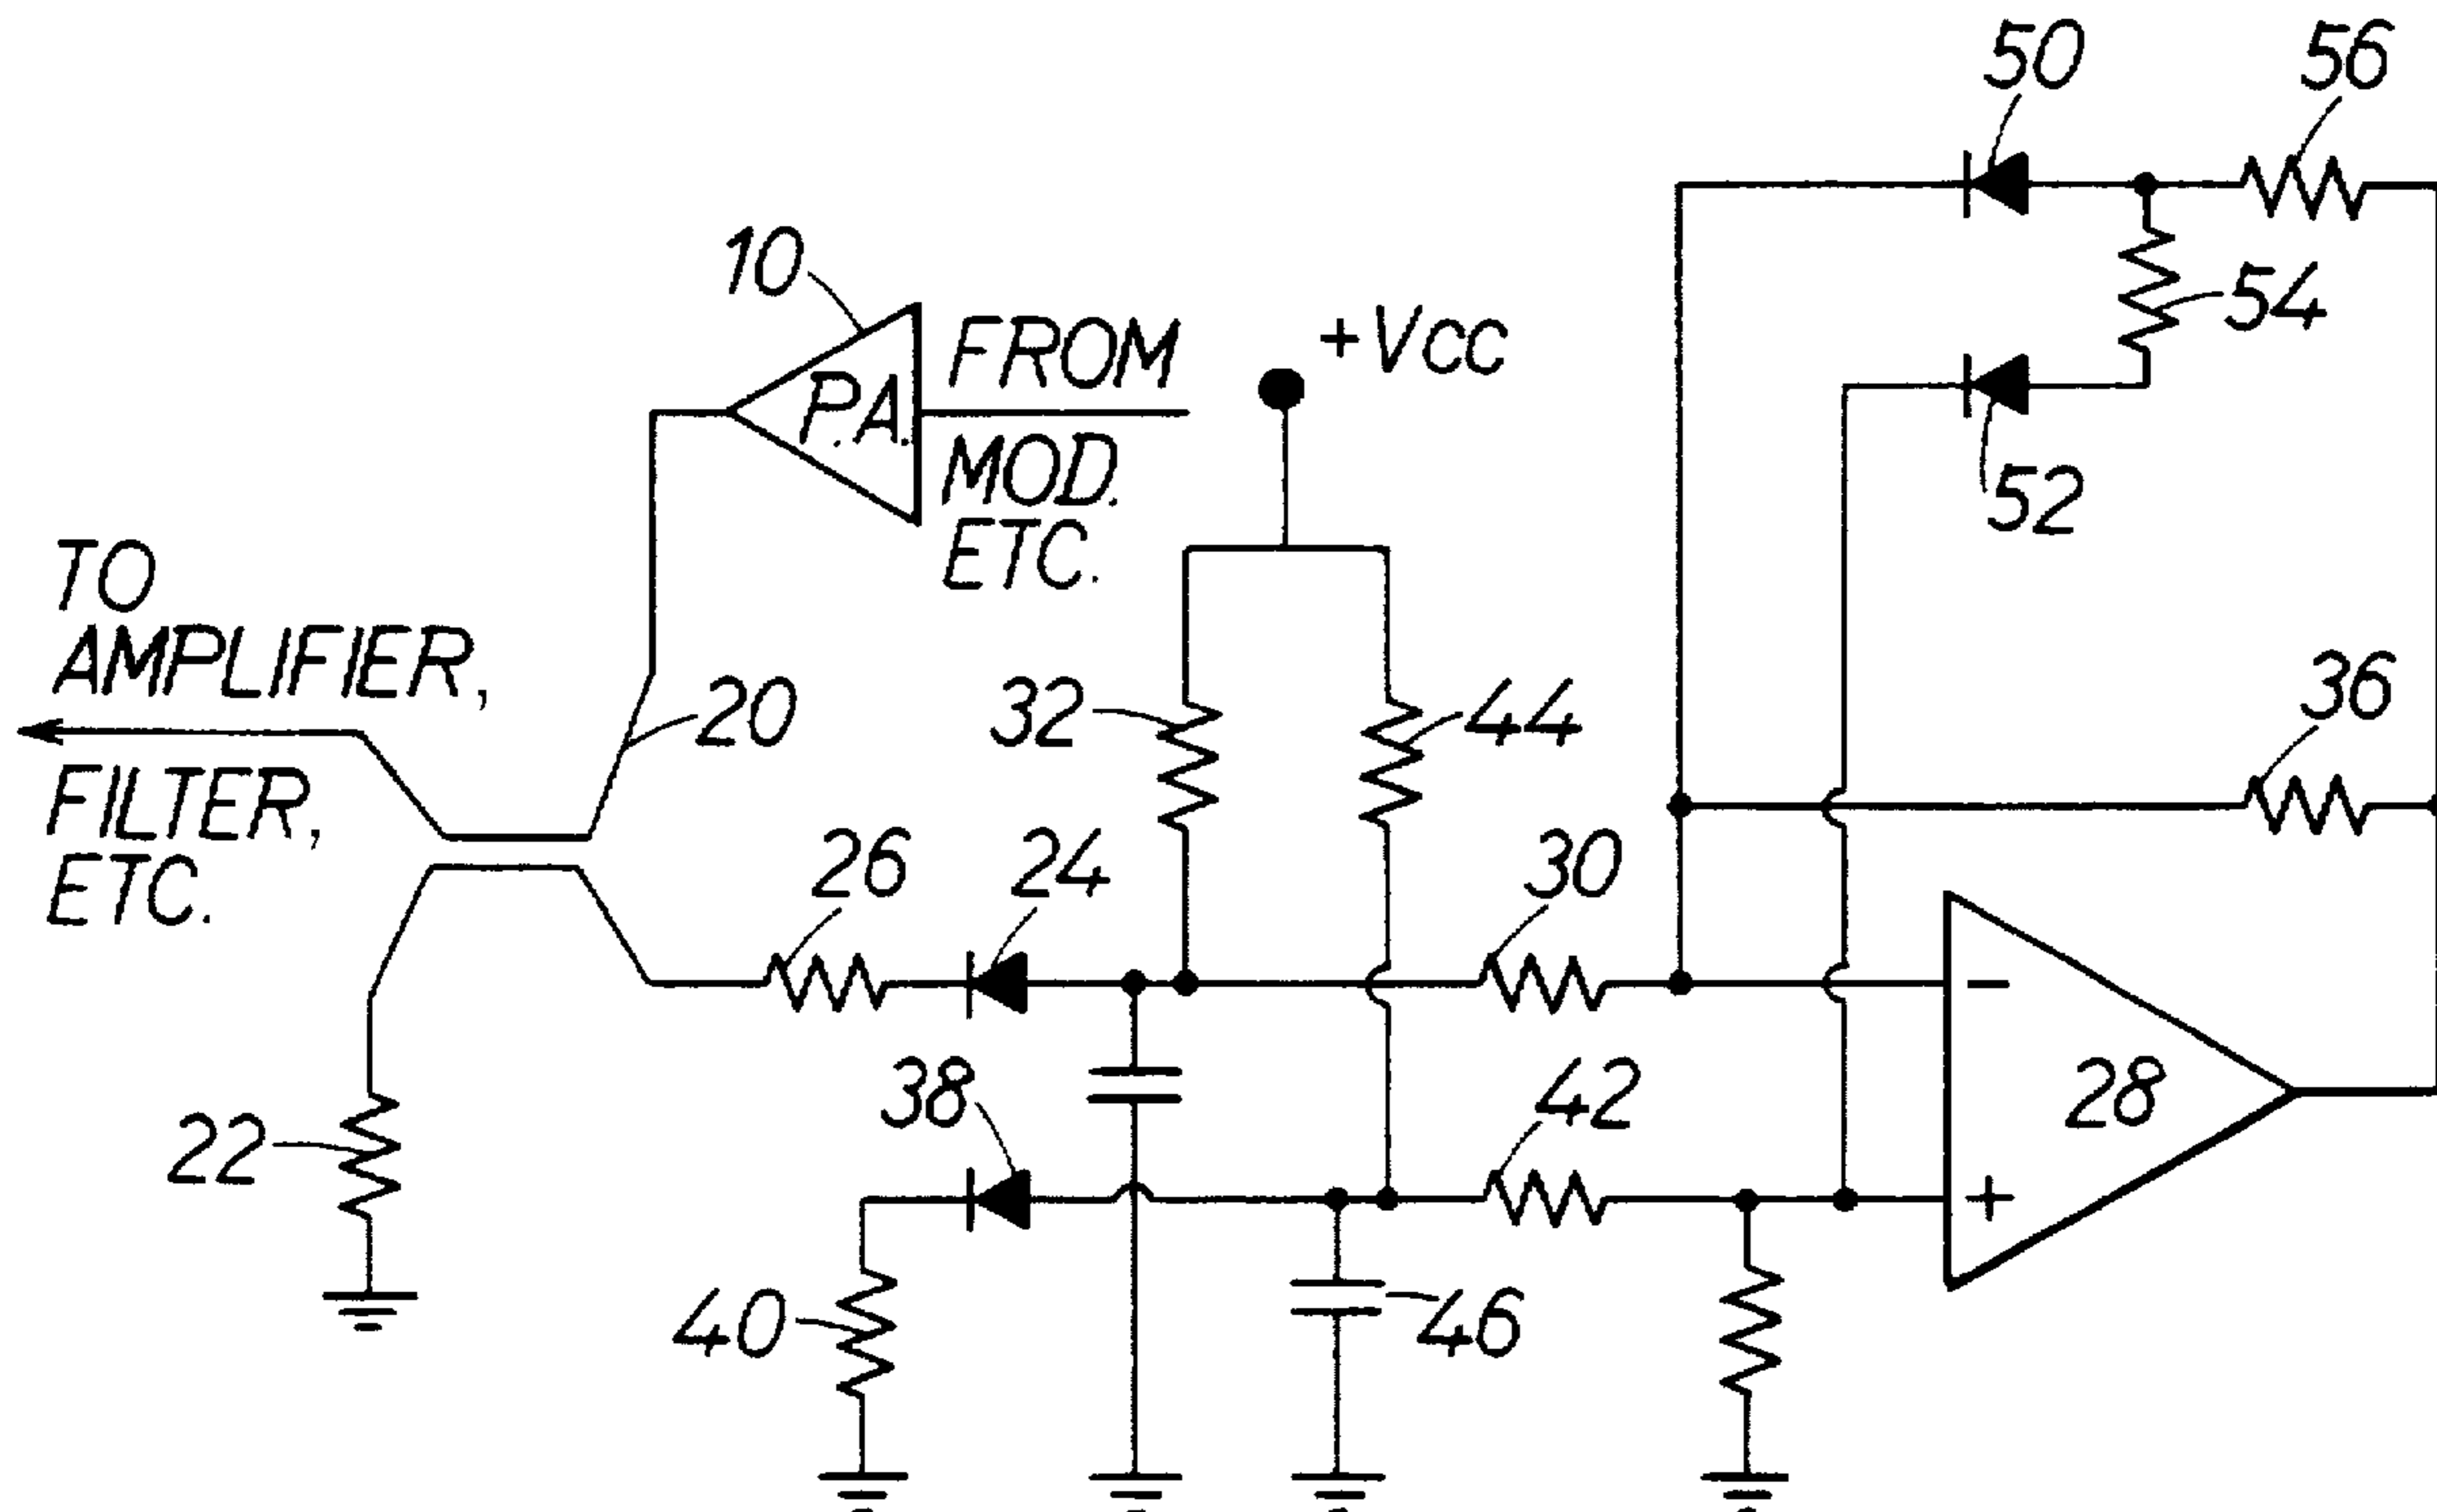 50
56
10
FROM
+VCC
P.A.
54
MOD.
ETC.
52
TO
AMPLIFIER,
20
32
44
36
FILTER,
ETC.
26
24
30
38
42
28
22
-
+
40
46